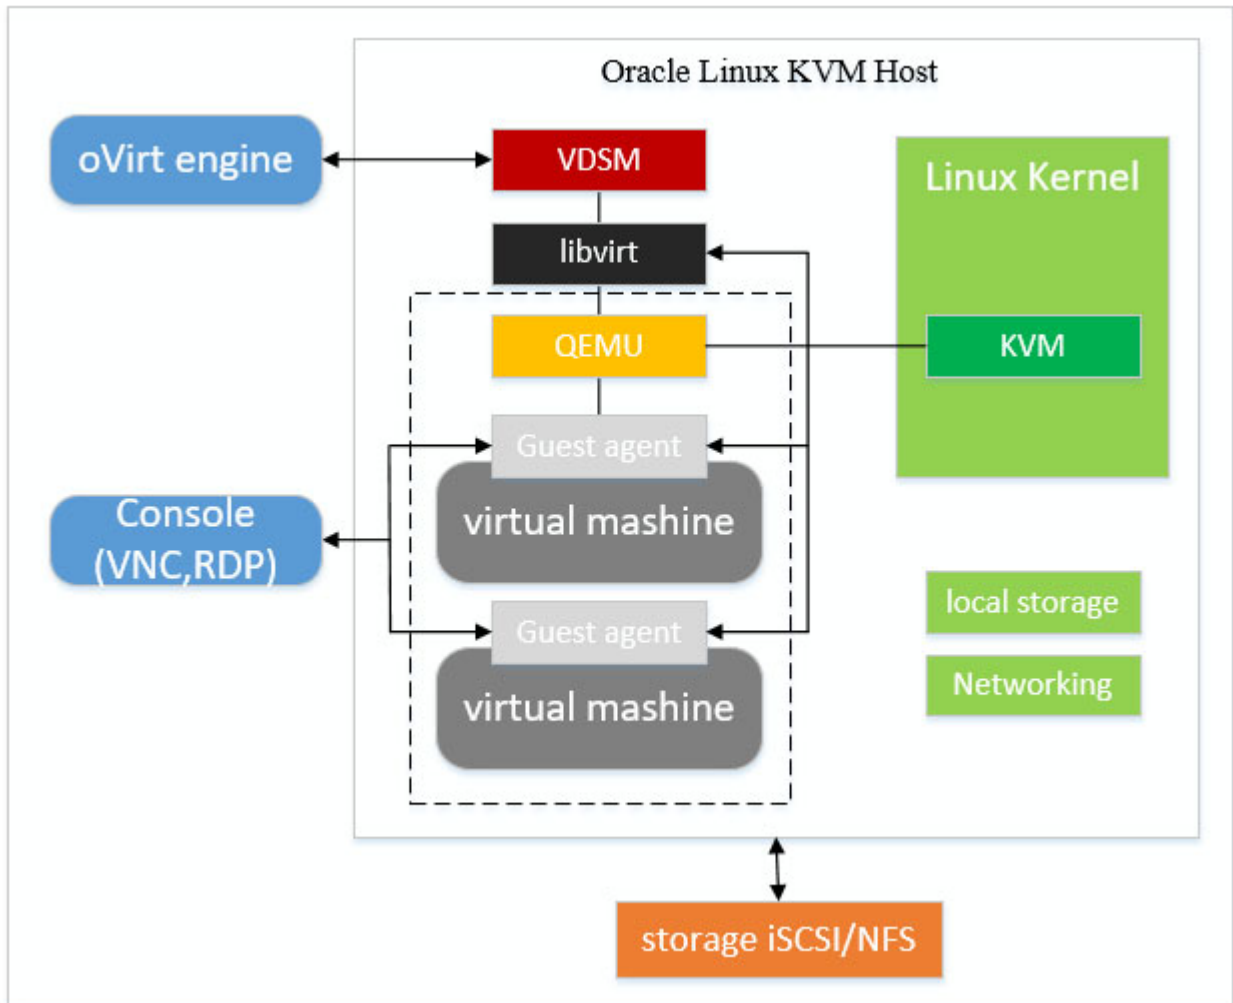 Oracle Linux KVM Host
oVirt engine
VDSM
Linux Kernel
libvirt
QEMU
KVM
Guest agent
virtual mashine
Console
(VNC,RDP)
local storage
Guest agent
Networking
virtual mashine
storage iSCSI/NFS